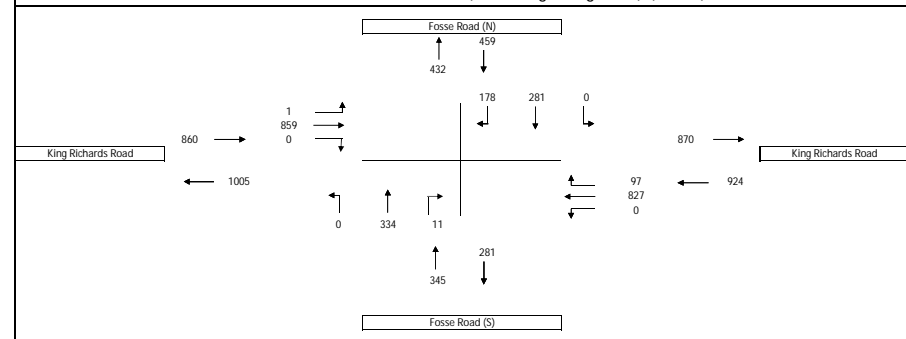 Fosse Road (N)
459
432
178 281 0
1
859
0
860
870
King Richards Road
King Richards Road
1005
97
827
0
924
0 334 11
281
345
Fosse Road (S)